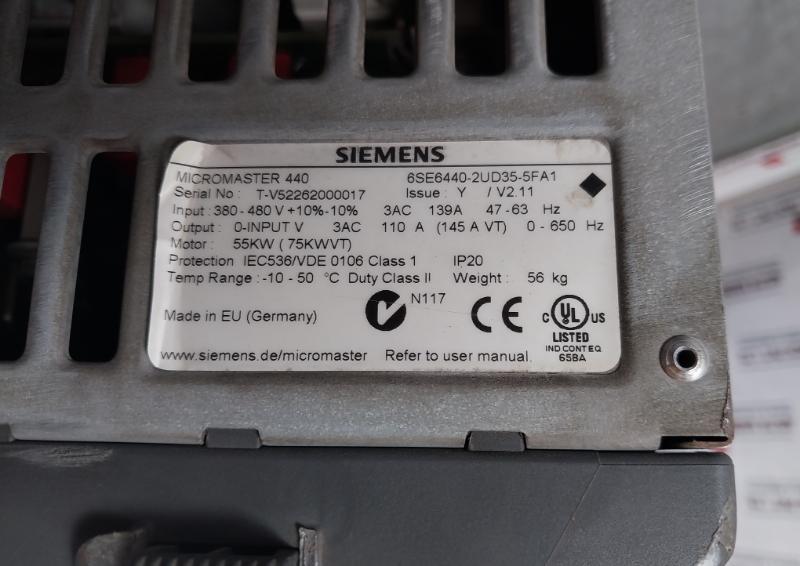 SIEMENS
MICROMASTER 440 6SE6440-2UD35-5FA1
Serial No : T-V52262000017 Issue : Y / V2.11
Input : 380 - 480 V +10% -10% 3AC 139A 47 - 63 Hz
Output : 0-INPUT V 3AC 110 A (145 A VT) 0 - 650 Hz
Motor : 55KW ( 75KWVT)
Protection IEC536/VDE 0106 Class 1 IP20
Temp Range : -10 - 50 °C Duty Class II Weight : 56 kg
N117
Made in EU (Germany) CE C UL US
LISTED
IND CONT EQ
65BA
www.siemens.de/micromaster Refer to user manual.